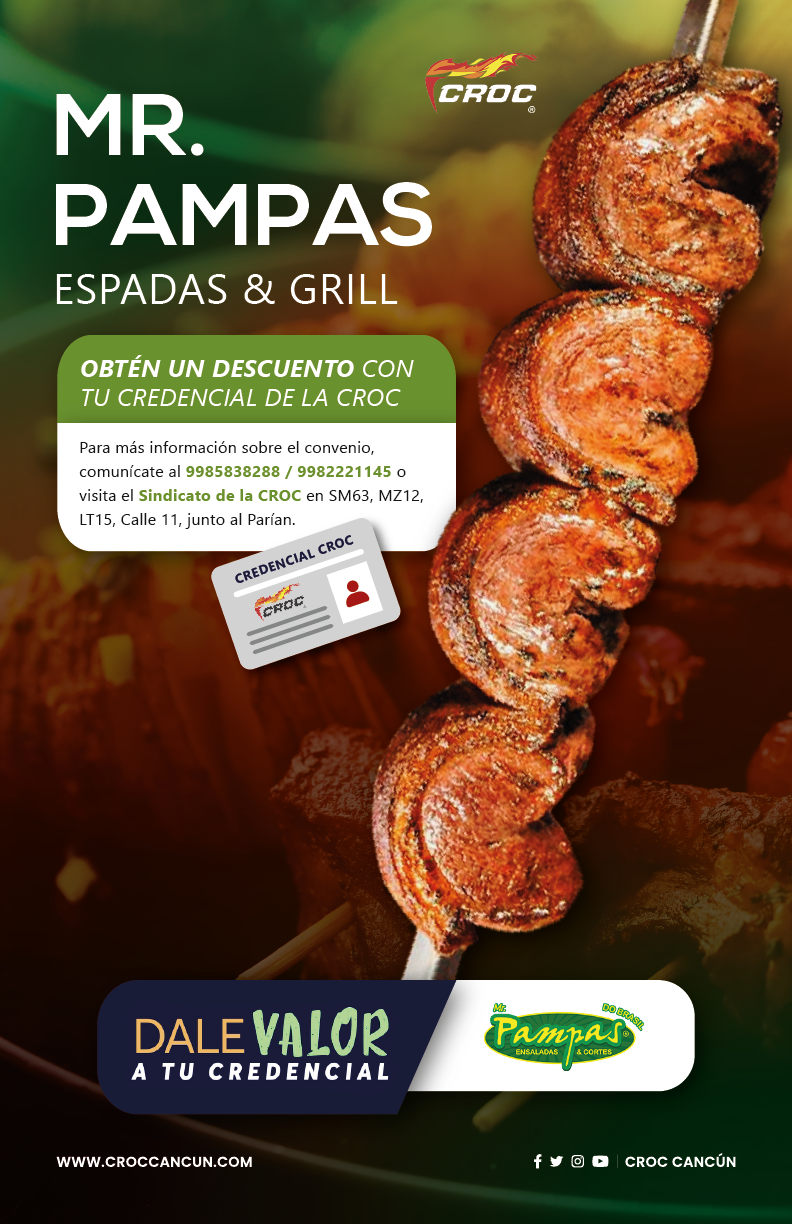 CROC®
MR.
PAMPAS
ESPADAS & GRILL
OBTÉN UN DESCUENTO CON
TU CREDENCIAL DE LA CROC
Para más información sobre el convenio,
comunícate al 9985838288 / 9982221145 o
visita el Sindicato de la CROC en SM63, MZ12,
LT15, Calle 11, junto al Parían.
CREDENCIAL CROC
CROC
DALE VALOR
A TU CREDENCIAL
Mr.
DO BRASIL
Pampas®
ENSALADAS & CORTES
WWW.CROCCANCUN.COM
CROC CANCÚN